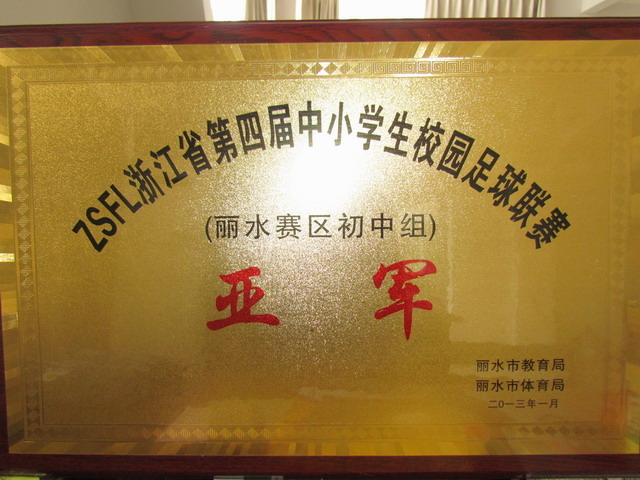 ZSFL浙江省第四届中小学生校园足球联赛
(丽水赛区初中组)
亚军
丽水市教育局
丽水市体育局
二0一三年一月